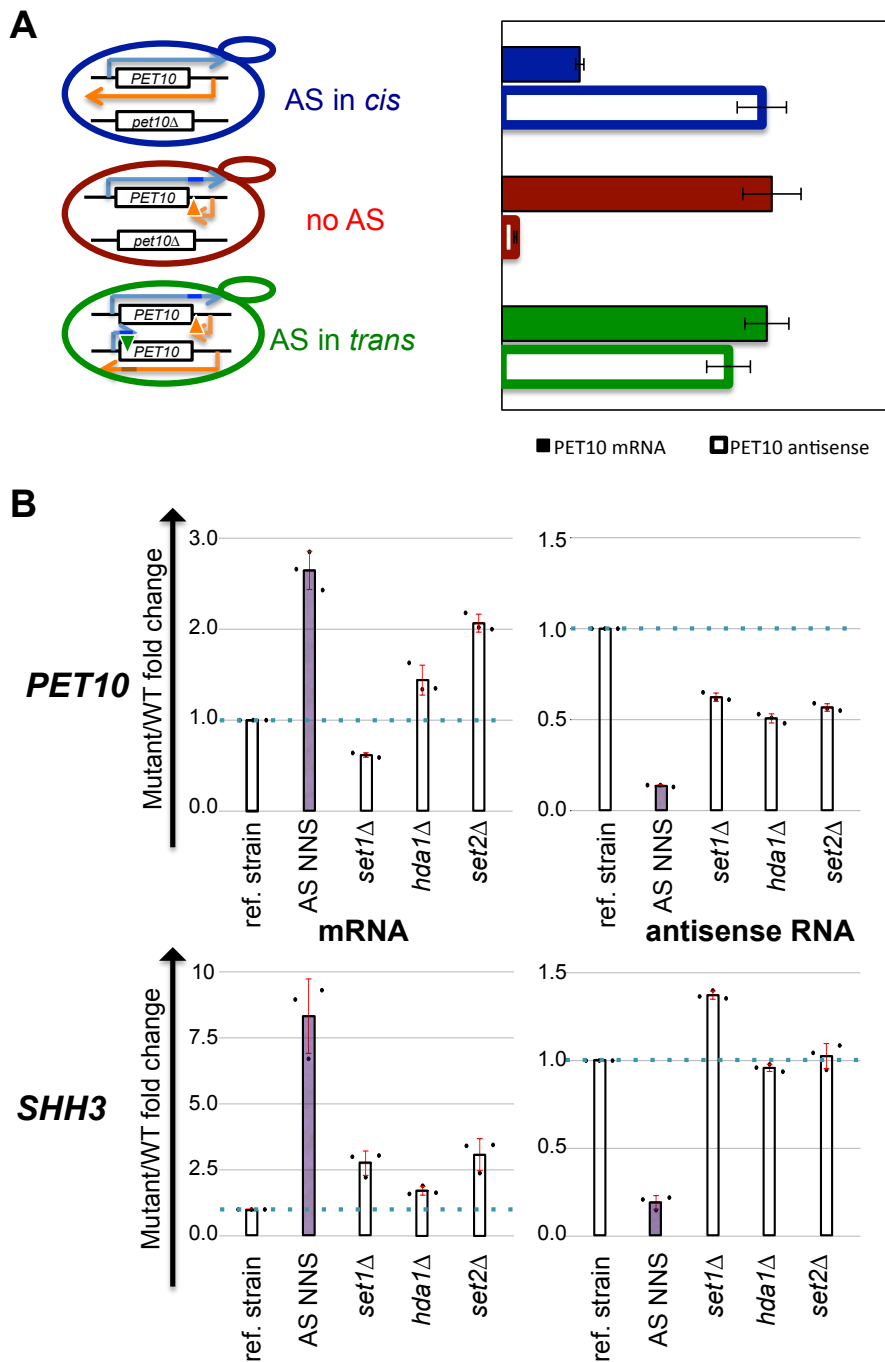 A
PET10
pet10Δ
AS in cis
PET10
pet10Δ
no AS
PET10
PET10
AS in trans
PET10 mRNA
PET10 antisense
B
PET10
Mutant/WT fold change
3.0
2.0
1.0
0.0
ref. strain
AS NNS
set1Δ
hda1Δ
set2Δ
mRNA
1.5
1.0
0.5
0.0
ref. strain
AS NNS
set1Δ
hda1Δ
set2Δ
antisense RNA
SHH3
Mutant/WT fold change
10
7.5
5.0
2.5
0.0
ref. strain
AS NNS
set1Δ
hda1Δ
set2Δ
1.5
1.0
0.5
0.0
ref. strain
AS NNS
set1Δ
hda1Δ
set2Δ